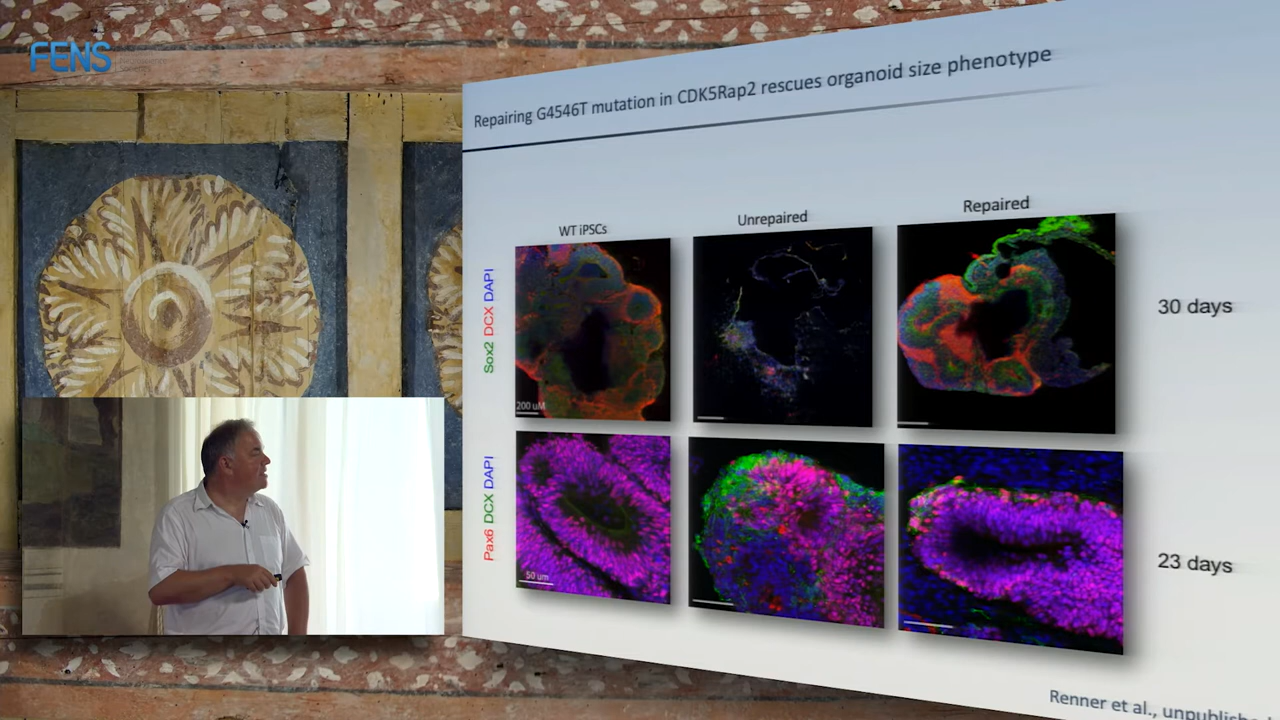 FENS
Repairing G4546T mutation in CDK5Rap2 rescues organoid size phenotype
WT iPSCs
Unrepaired
Repaired
Sox2 DCX DAPI
200 uM
30 days
Pax6 DCX DAPI
50 um
23 days
Renner et al.,